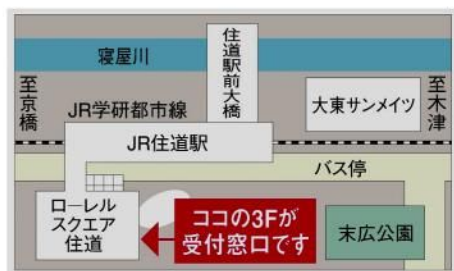 寝屋川
住道駅前大橋
至京橋
JR学研都市線
大東サンメイツ
至木津
JR住道駅
バス停
ローレル
スクエア
住道
ココの3Fが
受付窓口です
末広公園